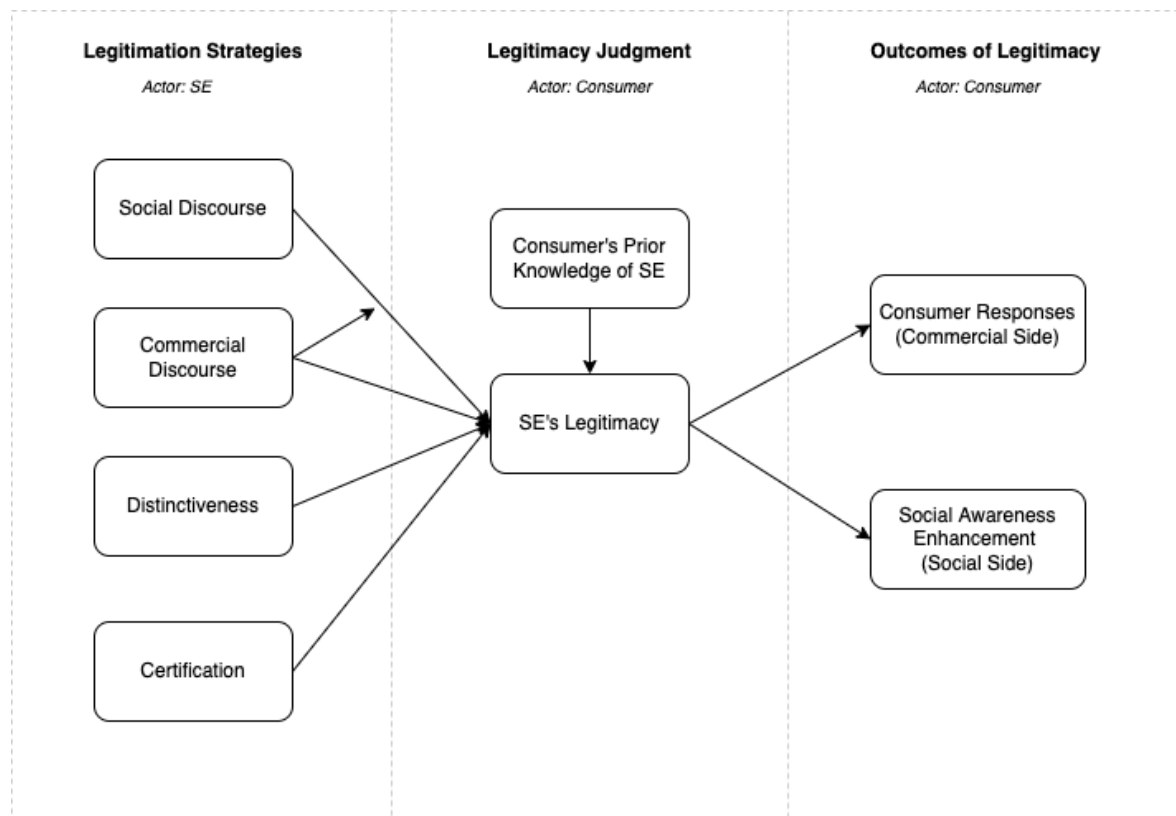 Legitimation Strategies
Actor: SE
Social Discourse
Commercial
Discourse
Distinctiveness
Certification
Legitimacy Judgment
Actor: Consumer
Consumer's Prior
Knowledge of SE
SE's Legitimacy
Outcomes of Legitimacy
Actor: Consumer
Consumer Responses
(Commercial Side)
Social Awareness
Enhancement
(Social Side)